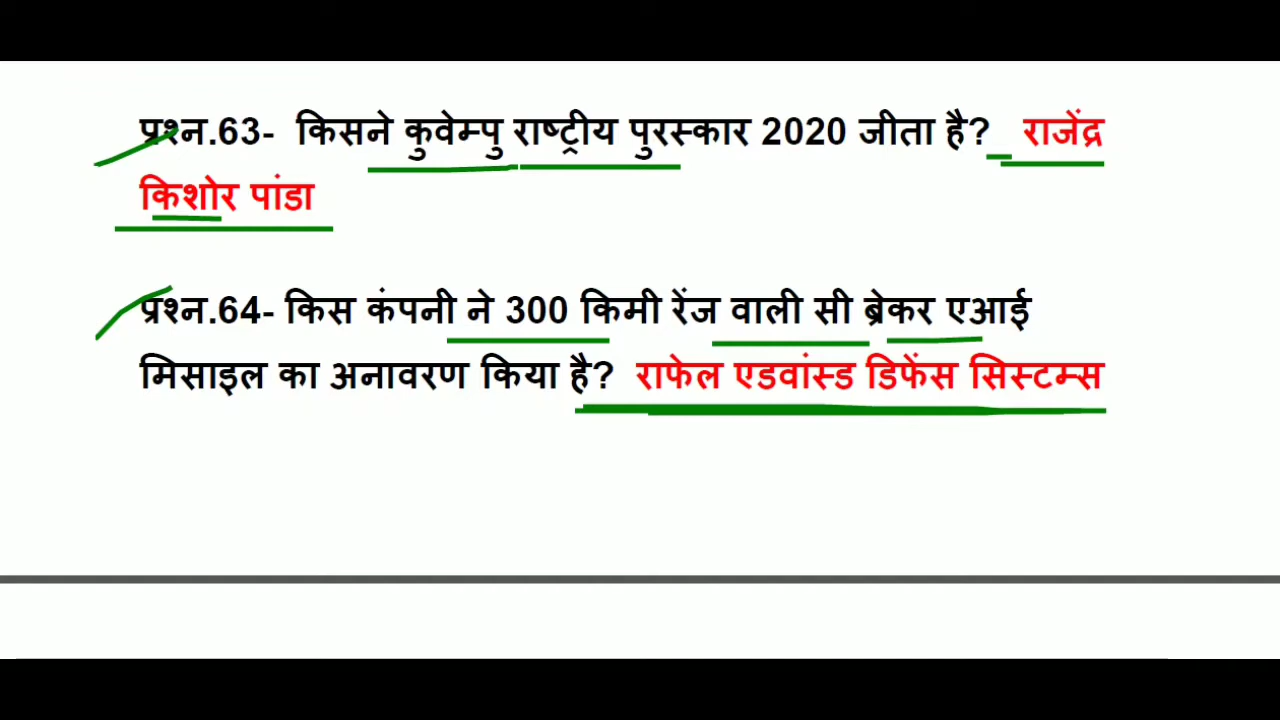 प्रश्न.63- किसने कुवेम्पु राष्ट्रीय पुरस्कार 2020 जीता है? राजेंद्र
किशोर पांडा
प्रश्न.64- किस कंपनी ने 300 किमी रेंज वाली सी ब्रेकर एआई
मिसाइल का अनावरण किया है? राफेल एडवांस्ड डिफेंस सिस्टम्स